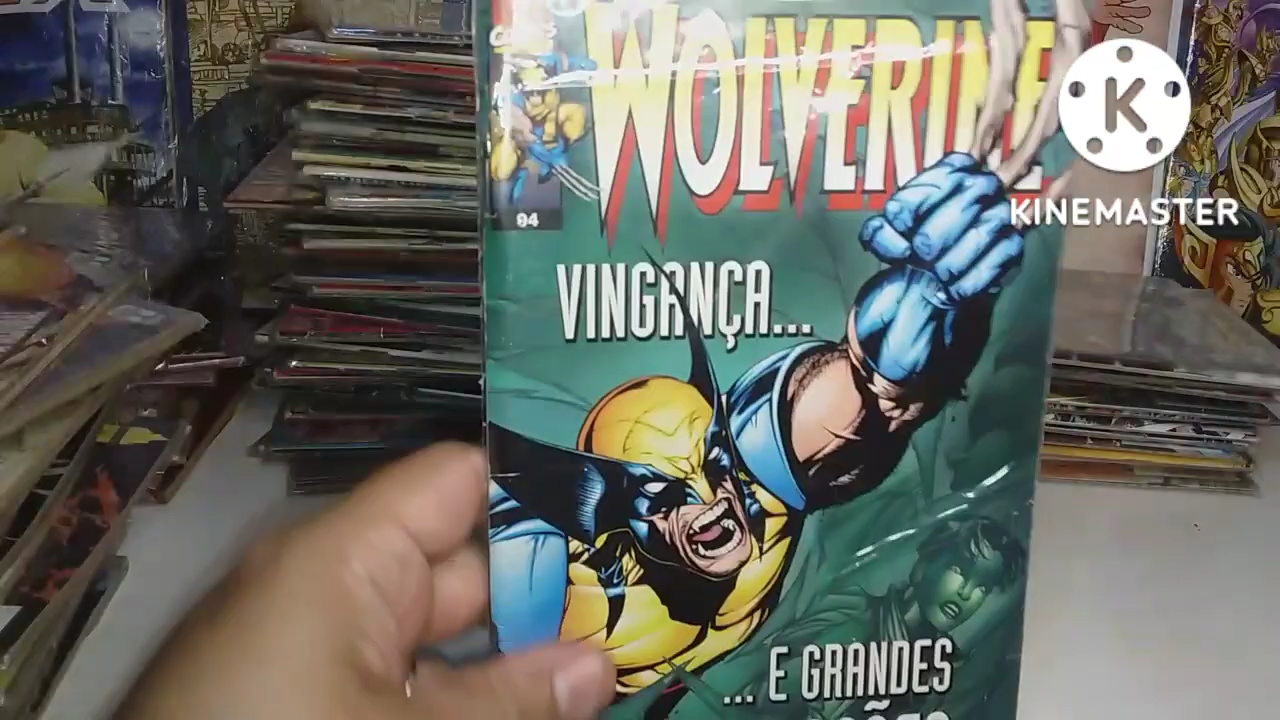 WOLVERINE
94
VINGANÇA...
... E GRANDES
K
KINEMASTER